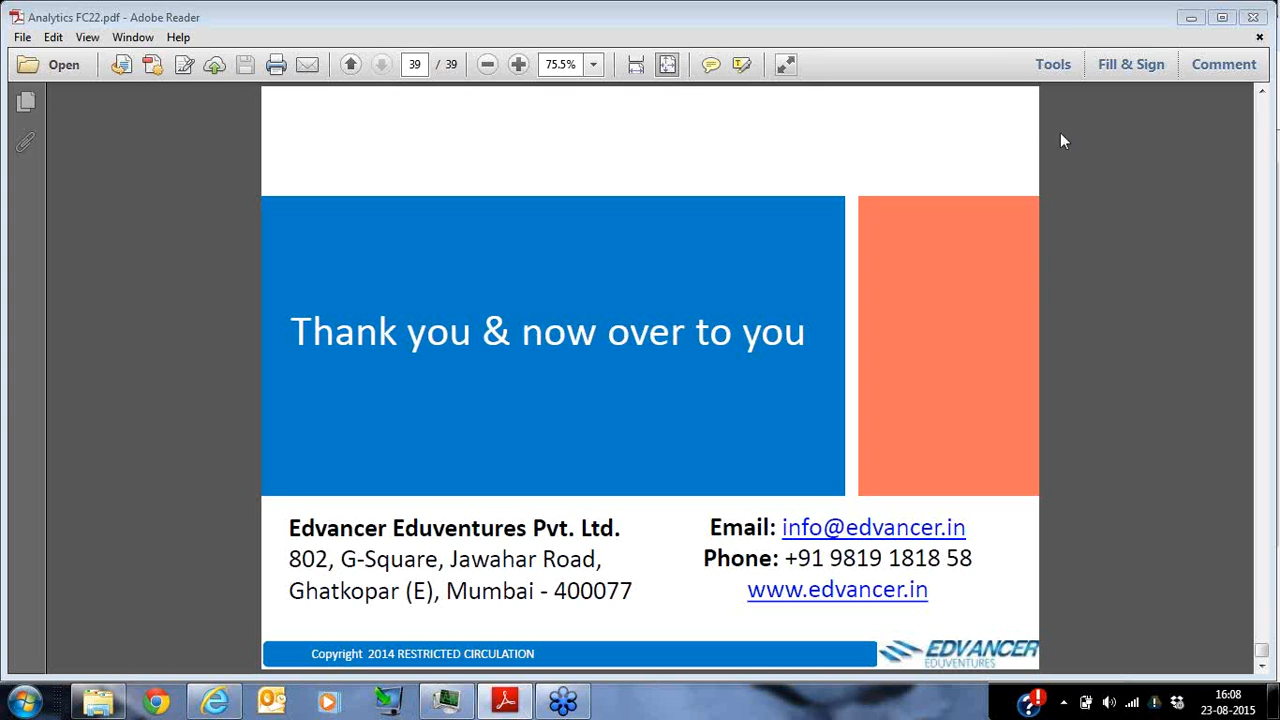 Analytics FC22.pdf - Adobe Reader
File Edit View Window Help
Open 39 / 39 75.5% Tools Fill & Sign Comment
Thank you & now over to you
Edvancer Eduventures Pvt. Ltd.
802, G-Square, Jawahar Road,
Ghatkopar (E), Mumbai - 400077
Email: info@edvancer.in
Phone: +91 9819 1818 58
www.edvancer.in
Copyright 2014 RESTRICTED CIRCULATION
EDVANCER
EDUVENTURES
16:08
23-08-2015